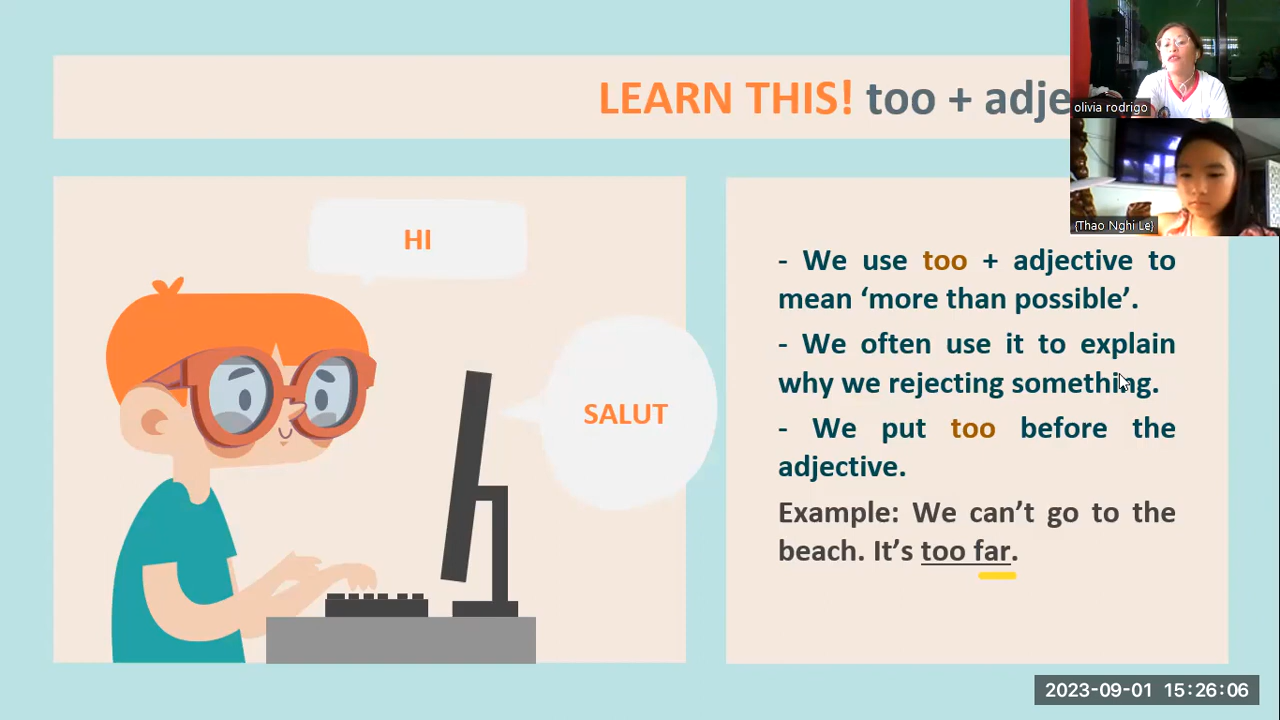 LEARN THIS! too + adje
olivia rodrigo
{Thao Nghi Le}
HI
SALUT
- We use too + adjective to
mean ‘more than possible’.
- We often use it to explain
why we rejecting something.
- We put too before the
adjective.
Example: We can’t go to the
beach. It’s too far.
2023-09-01 15:26:06